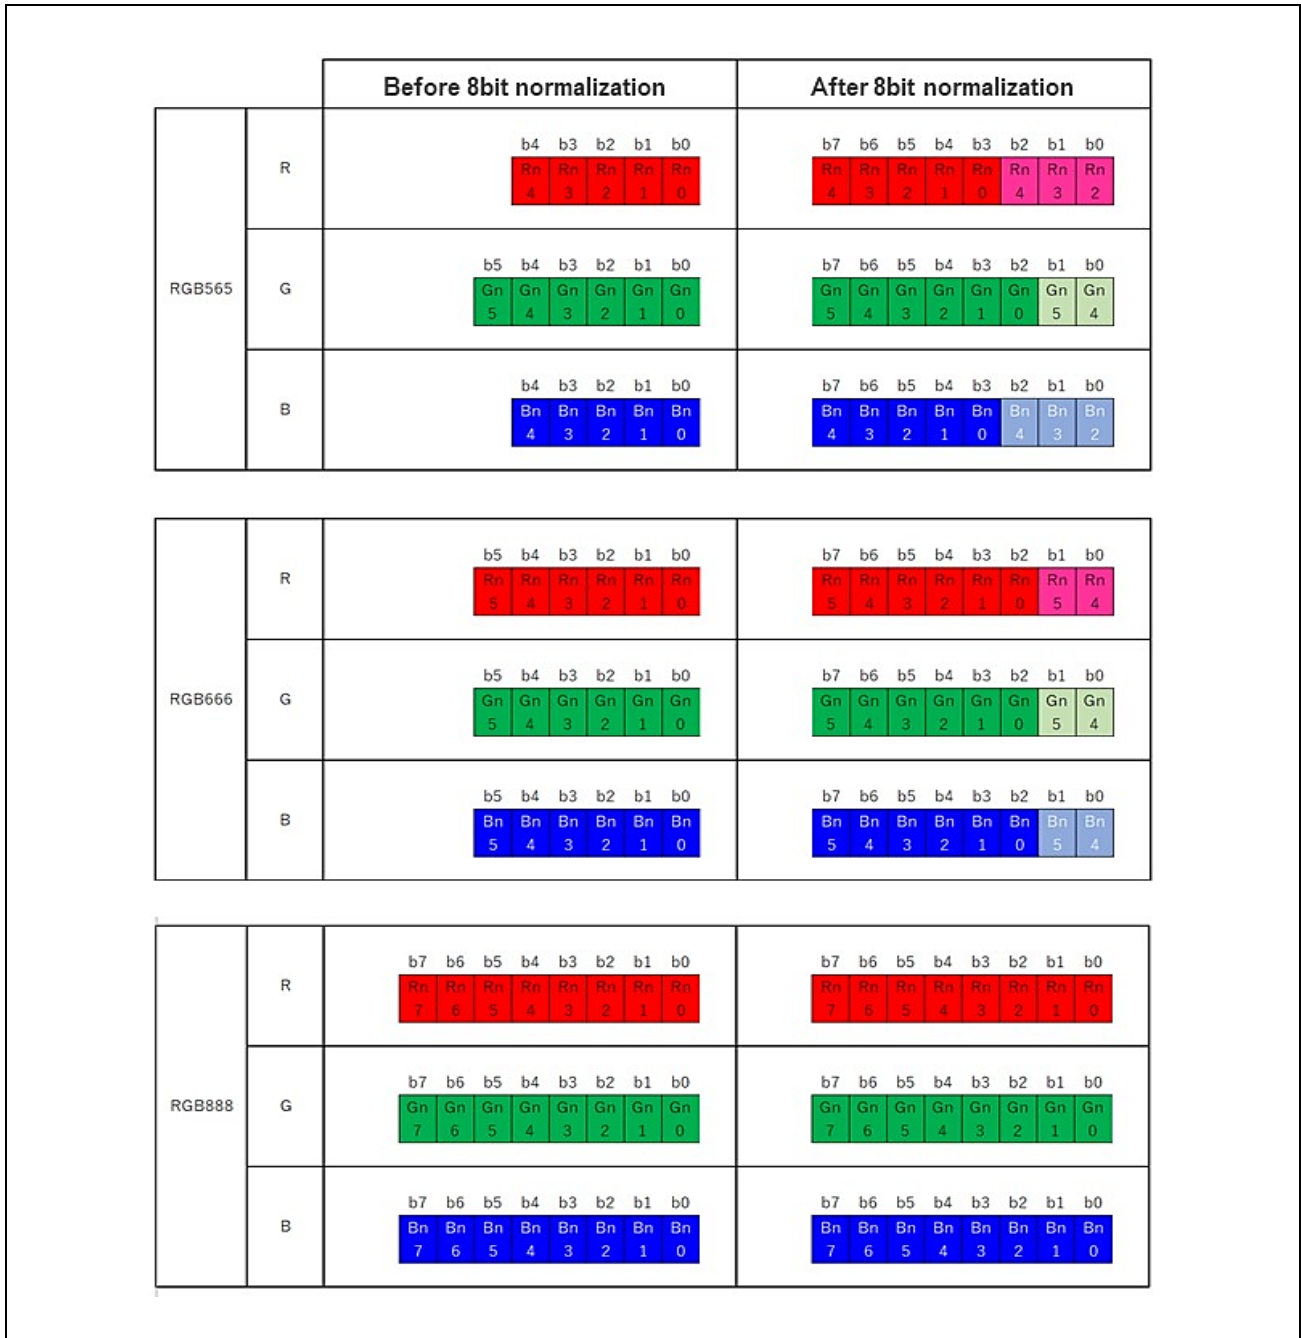 Before 8bit normalization After 8bit normalization
b4 b3 b2 b1 b0 b7 b6 b5 b4 b3 b2 b1 b0
R Rn Rn Rn Rn Rn Rn Rn Rn Rn Rn Rn Rn Rn
4 3 2 1 0 4 3 2 1 0 4 3 2
b5 b4 b3 b2 b1 b0 b7 b6 b5 b4 b3 b2 b1 b0
RGB565 G Gn Gn Gn Gn Gn Gn Gn Gn Gn Gn Gn Gn Gn Gn
5 4 3 2 1 0 5 4 3 2 1 0 5 4
b4 b3 b2 b1 b0 b7 b6 b5 b4 b3 b2 b1 b0
B Bn Bn Bn Bn Bn Bn Bn Bn Bn Bn Bn Bn Bn
4 3 2 1 0 4 3 2 1 0 4 3 2
b5 b4 b3 b2 b1 b0 b7 b6 b5 b4 b3 b2 b1 b0
R Rn Rn Rn Rn Rn Rn Rn Rn Rn Rn Rn Rn Rn Rn
5 4 3 2 1 0 5 4 3 2 1 0 5 4
b5 b4 b3 b2 b1 b0 b7 b6 b5 b4 b3 b2 b1 b0
RGB666 G Gn Gn Gn Gn Gn Gn Gn Gn Gn Gn Gn Gn Gn Gn
5 4 3 2 1 0 5 4 3 2 1 0 5 4
b5 b4 b3 b2 b1 b0 b7 b6 b5 b4 b3 b2 b1 b0
B Bn Bn Bn Bn Bn Bn Bn Bn Bn Bn Bn Bn Bn Bn
5 4 3 2 1 0 5 4 3 2 1 0 5 4
b7 b6 b5 b4 b3 b2 b1 b0 b7 b6 b5 b4 b3 b2 b1 b0
R Rn Rn Rn Rn Rn Rn Rn Rn Rn Rn Rn Rn Rn Rn Rn Rn
7 6 5 4 3 2 1 0 7 6 5 4 3 2 1 0
b7 b6 b5 b4 b3 b2 b1 b0 b7 b6 b5 b4 b3 b2 b1 b0
RGB888 G Gn Gn Gn Gn Gn Gn Gn Gn Gn Gn Gn Gn Gn Gn Gn Gn
7 6 5 4 3 2 1 0 7 6 5 4 3 2 1 0
b7 b6 b5 b4 b3 b2 b1 b0 b7 b6 b5 b4 b3 b2 b1 b0
B Bn Bn Bn Bn Bn Bn Bn Bn Bn Bn Bn Bn Bn Bn Bn Bn
7 6 5 4 3 2 1 0 7 6 5 4 3 2 1 0